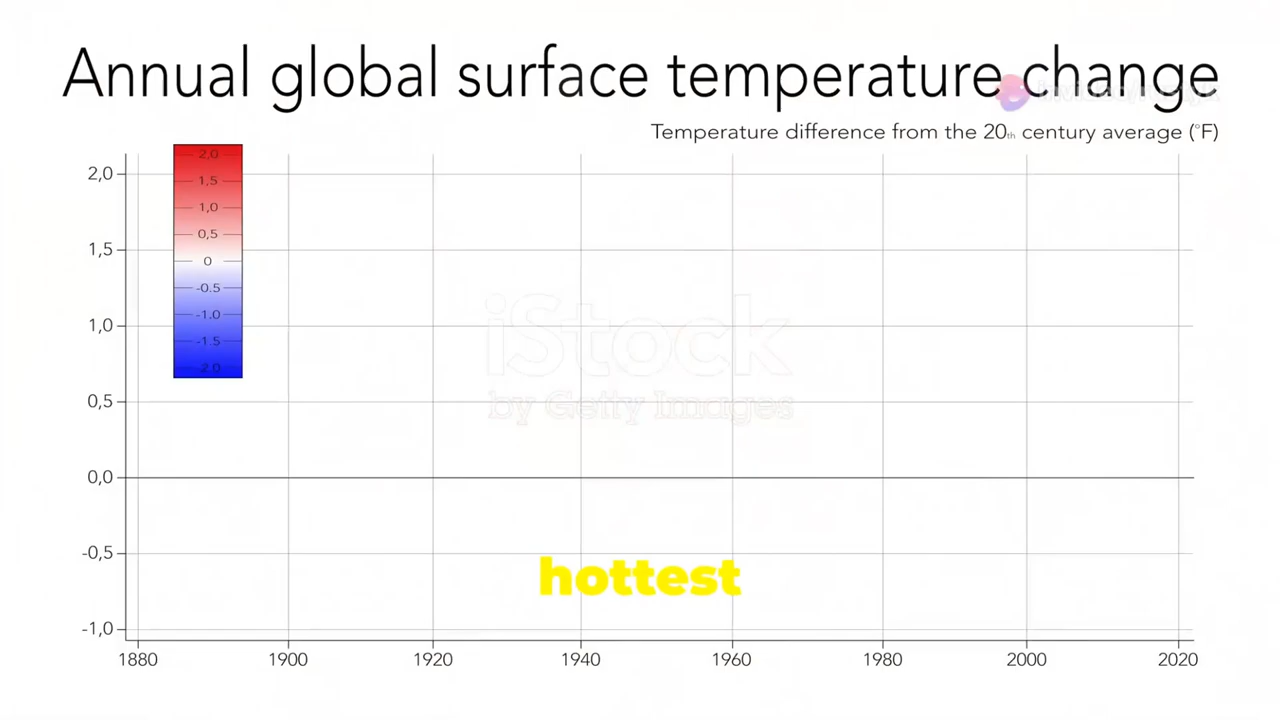 Annual global surface temperature change
Temperature difference from the 20th century average (°F)
2,0
1,5
1,0
0,5
0,0
-0,5
-1,0
2,0
1,5
1,0
0,5
0
-0.5
-1.0
-1.5
-2.0
iStock
by Getty Images
hottest
1880 1900 1920 1940 1960 1980 2000 2020